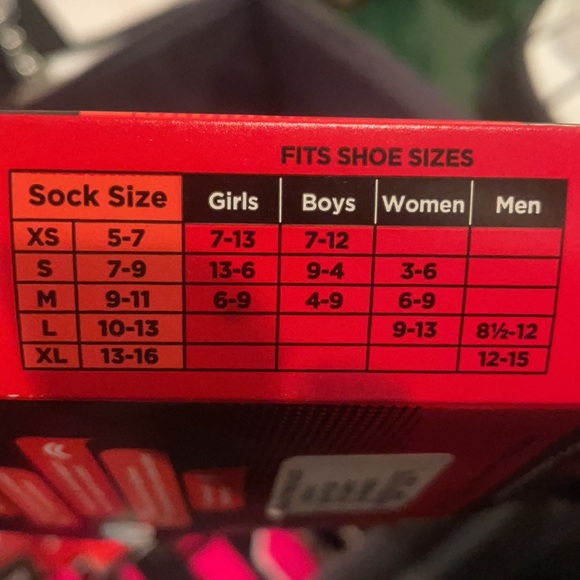 FITS SHOE SIZES
Sock Size Girls Boys Women Men
XS 5-7 7-13 7-12
S 7-9 13-6 9-4 3-6
M 9-11 6-9 4-9 6-9
L 10-13 9-13 8½-12
XL 13-16 12-15